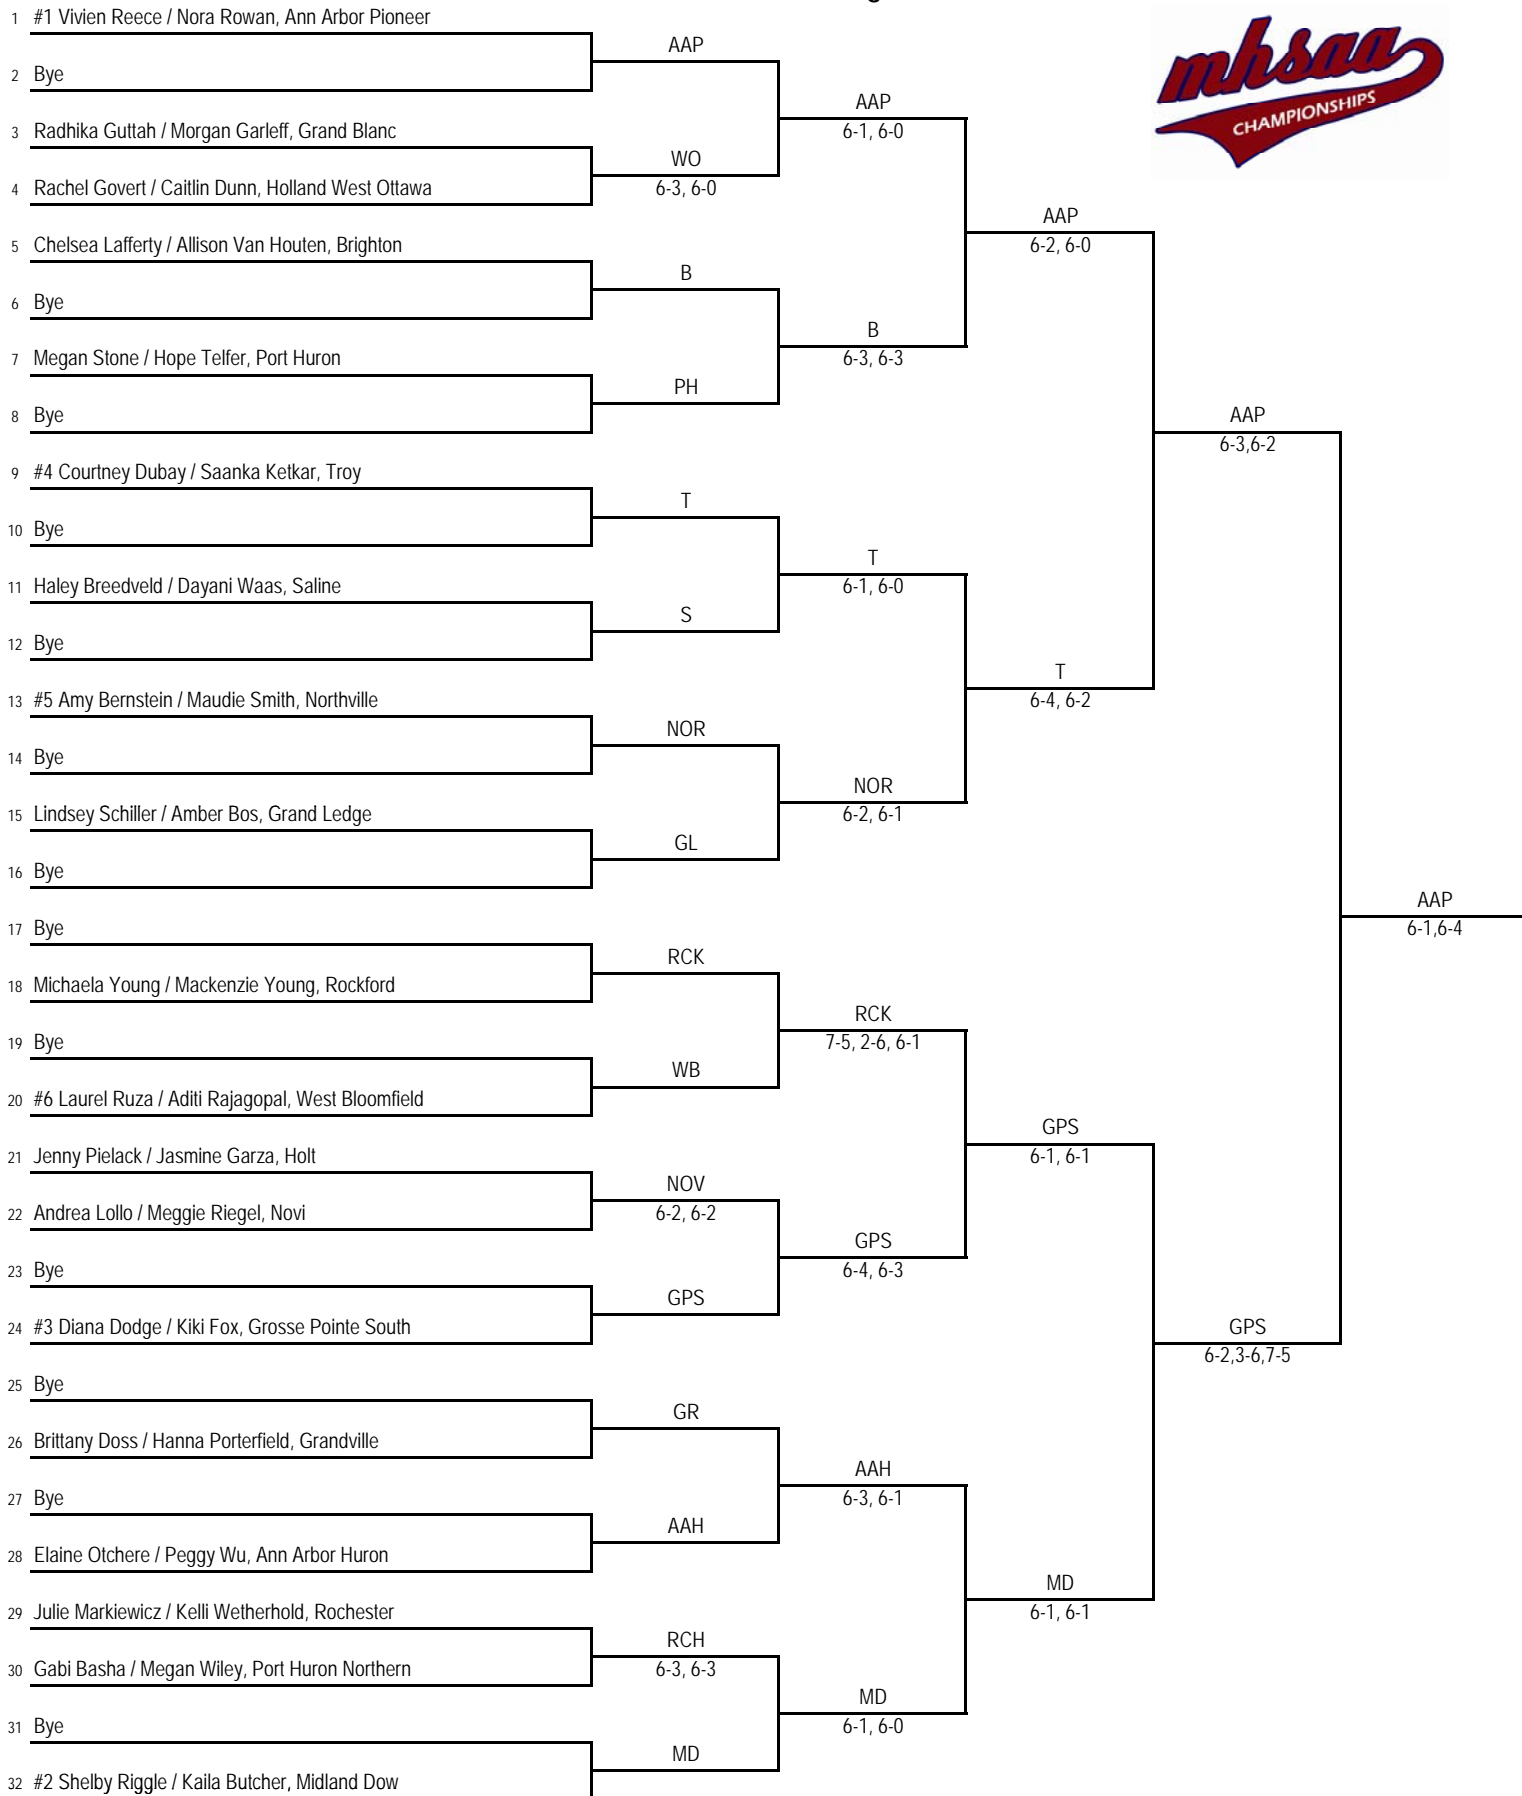 mhsaa
CHAMPIONSHIPS
1 #1 Vivien Reece / Nora Rowan, Ann Arbor Pioneer
AAP
2 Bye
AAP
6-1, 6-0
3 Radhika Guttah / Morgan Garleff, Grand Blanc
WO
6-3, 6-0
4 Rachel Govert / Caitlin Dunn, Holland West Ottawa
AAP
6-2, 6-0
5 Chelsea Lafferty / Allison Van Houten, Brighton
B
6 Bye
B
6-3, 6-3
7 Megan Stone / Hope Telfer, Port Huron
PH
8 Bye
AAP
6-3,6-2
9 #4 Courtney Dubay / Saanka Ketkar, Troy
T
10 Bye
T
6-1, 6-0
11 Haley Breedveld / Dayani Waas, Saline
S
12 Bye
T
6-4, 6-2
13 #5 Amy Bernstein / Maudie Smith, Northville
NOR
14 Bye
NOR
6-2, 6-1
15 Lindsey Schiller / Amber Bos, Grand Ledge
GL
16 Bye
AAP
6-1,6-4
17 Bye
RCK
18 Michaela Young / Mackenzie Young, Rockford
RCK
7-5, 2-6, 6-1
19 Bye
WB
20 #6 Laurel Ruza / Aditi Rajagopal, West Bloomfield
GPS
6-1, 6-1
21 Jenny Pielack / Jasmine Garza, Holt
NOV
6-2, 6-2
22 Andrea Lollo / Meggie Riegel, Novi
GPS
6-4, 6-3
23 Bye
GPS
24 #3 Diana Dodge / Kiki Fox, Grosse Pointe South
GPS
6-2,3-6,7-5
25 Bye
GR
26 Brittany Doss / Hanna Porterfield, Grandville
AAH
6-3, 6-1
27 Bye
AAH
28 Elaine Otchere / Peggy Wu, Ann Arbor Huron
MD
6-1, 6-1
29 Julie Markiewicz / Kelli Wetherhold, Rochester
RCH
6-3, 6-3
30 Gabi Basha / Megan Wiley, Port Huron Northern
MD
6-1, 6-0
31 Bye
MD
32 #2 Shelby Riggle / Kaila Butcher, Midland Dow